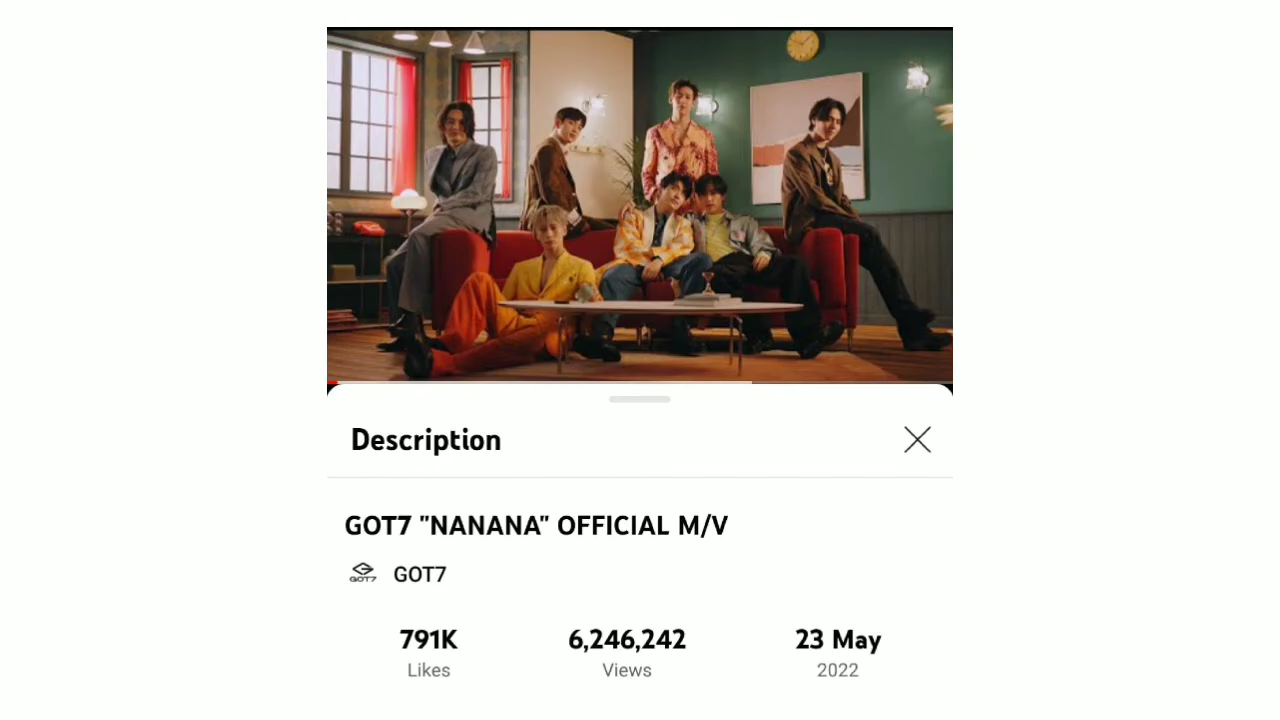 Description
GOT7 "NANANA" OFFICIAL M/V
GOT7 GOT7
791K 6,246,242 23 May
Likes Views 2022